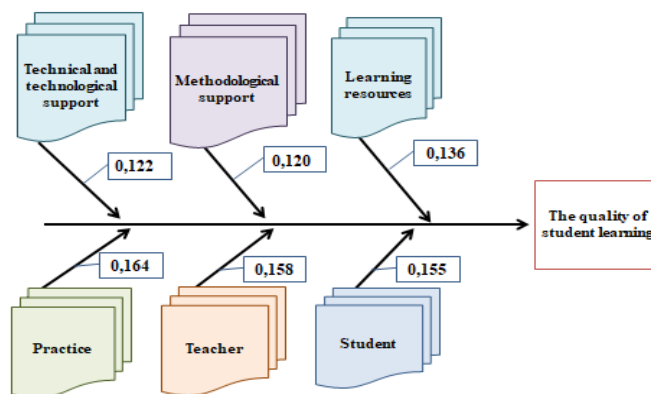 Technical and
technological
support
Methodological
support
Learning
resources
0,122
0,120
0,136
The quality of
student learning
0,164
0,158
0,155
Practice
Teacher
Student